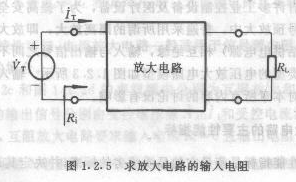 İ_T
+
V̇_T
−
放大电路
R_L
R_i
图 1.2.5 求放大电路的输入电阻